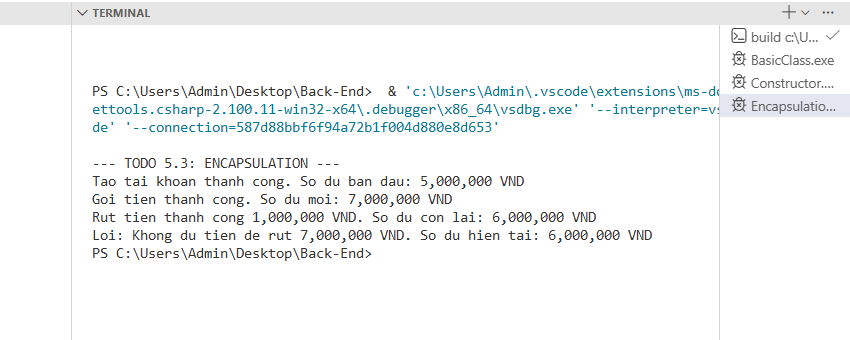 TERMINAL
PS C:\Users\Admin\Desktop\Back-End>  & 'c:\Users\Admin\.vscode\extensions\ms-do
ettools.csharp-2.100.11-win32-x64\.debugger\x86_64\vsdbg.exe' '--interpreter=vs
de' '--connection=587d88bbf6f94a72b1f004d880e8d653'
--- TODO 5.3: ENCAPSULATION ---
Tao tai khoan thanh cong. So du ban dau: 5,000,000 VND
Goi tien thanh cong. So du moi: 7,000,000 VND
Rut tien thanh cong 1,000,000 VND. So du con lai: 6,000,000 VND
Loi: Khong du tien de rut 7,000,000 VND. So du hien tai: 6,000,000 VND
PS C:\Users\Admin\Desktop\Back-End>
build c:\U...
BasicClass.exe
Constructor....
Encapsulatio...